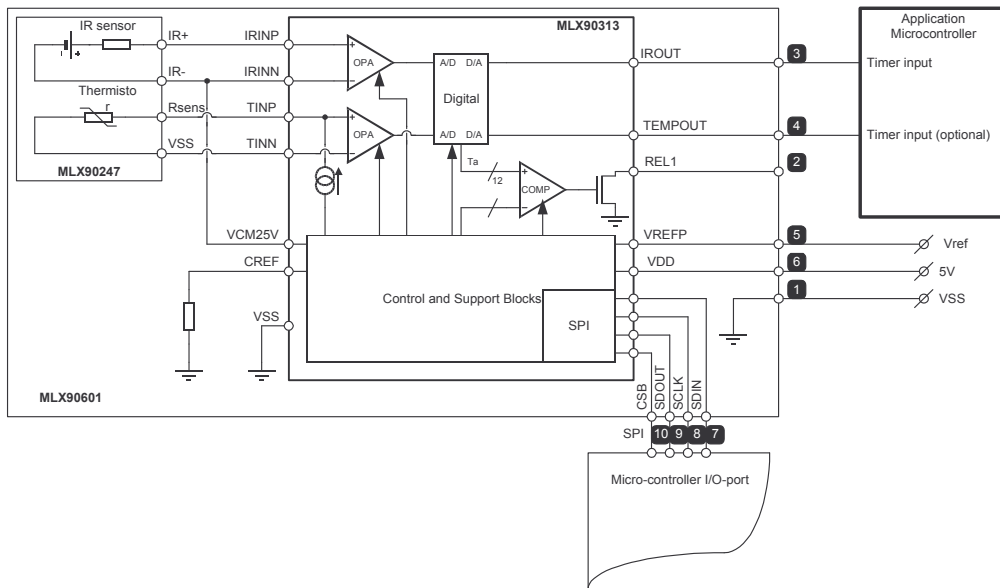 IR sensor
IR+
IRINP
MLX90313
Application
Microcontroller
+
-
OPA
A/D D/A
IROUT
3
Timer input
IR-
IRINN
Thermisto
r
Digital
Rsens
TINP
OPA
A/D D/A
TEMPOUT
4
Timer input (optional)
VSS
TINN
MLX90247
Ta
12
COMP
REL1
2
VCM25V
VREFP
5
Vref
CREF
VDD
6
5V
Control and Support Blocks
1
VSS
VSS
SPI
MLX90601
CSB
SDOUT
SCLK
SDIN
SPI
10 9 8 7
Micro-controller I/O-port